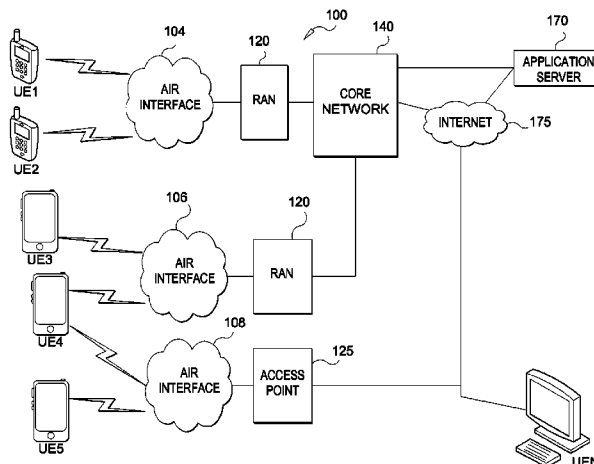 100
104
120
140
170
AIR
INTERFACE
RAN
CORE
NETWORK
APPLICATION
SERVER
INTERNET
175
UE1
UE2
106
120
AIR
INTERFACE
RAN
UE3
UE4
108
125
AIR
INTERFACE
ACCESS
POINT
UE5
UEN